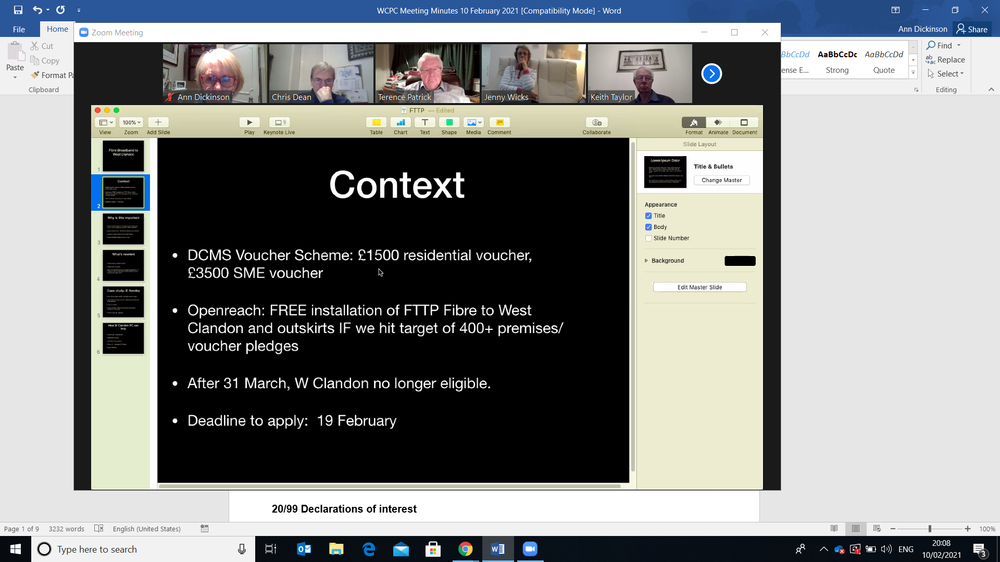 WCPC Meeting Minutes 10 February 2021 [Compatibility Mode] - Word
File
Home
Ann Dickinson
Share
Zoom Meeting
Cut
Copy
Format Pa
Paste
Clipboard
bCcDd
AaBbCcDc
AaBbCcDd
ense E...
Strong
Quote
Find
Replace
Select
Editing
Ann Dickinson
Chris Dean
Terence Patrick
Jenny Wicks
Keith Taylor
FTTP — Edited
100%
View
Zoom
Add Slide
Play
Keynote Live
Table
Chart
Text
Shape
Media
Comment
Collaborate
Format
Animate
Document
Fibre Broadband to
West Clandon
1
Context
2
Why is this important
3
What's needed
4
Case study: E Horsley
5
How W Clandon PC can
help
6
Context
• DCMS Voucher Scheme: £1500 residential voucher,
£3500 SME voucher
• Openreach: FREE installation of FTTP Fibre to West
Clandon and outskirts IF we hit target of 400+ premises/
voucher pledges
• After 31 March, W Clandon no longer eligible.
• Deadline to apply: 19 February
Slide Layout
Lorem Ipsum Dolor
Title & Bullets
Change Master
Appearance
Title
Body
Slide Number
Background
Edit Master Slide
20/99 Declarations of interest
Page 1 of 9
3232 words
English (United States)
100%
Type here to search
ENG
20:08
10/02/2021
3